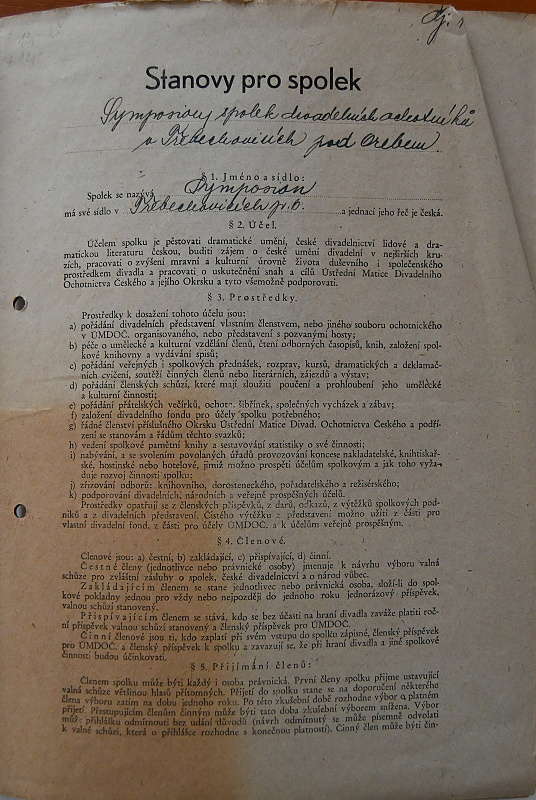 Stanovy pro spolek
Symposion, spolek divadelních ochotníků
v Třebechovicích pod Orebem.
§ 1. Jméno a sídlo:
Spolek se nazývá Symposion
má své sídlo v Třebechovicích p. O. a jednací jeho řeč je česká.
§ 2. Účel.
Účelem spolku je pěstovati dramatické umění, české divadelnictví lidové a dra-
matickou literaturu českou, buditi zájem o české umění divadelní v nejširších kru-
zích, pracovati o zvýšení mravní a kulturní úrovně života duševního i společenského
prostředkem divadla a pracovati o uskutečnění snah a cílů Ústřední Matice Divadelního
Ochotnictva Českého a jejího Okrsku a tyto všemožně podporovati.
§ 3. Prostředky.
Prostředky k dosažení tohoto účelu jsou:
a) pořádání divadelních představení vlastním členstvem, nebo jiného souboru ochotnického
v ÚMDOČ. organisovaného, nebo představení s pozvanými hosty;
b) péče o umělecké a kulturní vzdělání členů, čtení odborných časopisů, knih, založení spol-
kové knihovny a vydávání spisů;
c) pořádání veřejných i spolkových přednášek, rozprav, kursů, dramatických a deklamač-
ních cvičení, soutěží činných členů nebo literárních, zájezdů a výstav;
d) pořádání členských schůzí, které mají sloužiti poučení a prohloubení jeho umělecké
a kulturní činnosti;
e) pořádání přátelských večírků, ochotn. šibřinek, společných vycházek a zábav;
f) založení divadelního fondu pro účely spolku potřebného;
g) řádné členství příslušného Okrsku Ústřední Matice Divad. Ochotnictva Českého a podří-
zení se stanovám a řádům těchto svazků;
h) vedení spolkové pamětní knihy a sestavování statistiky o své činnosti;
i) nabývání, a se svolením povolaných úřadů provozování koncese nakladatelské, knihtiskař-
ské, hostinské nebo hotelové, jimiž možno prospěti účelům spolkovým a jak toho vyža-
duje rozvoj činnosti spolku;
j) zřizování odborů: knihovního, dorosteneckého, pořadatelského a režisérského;
k) podporování divadelních, národních a veřejně prospěšných účelů.
Prostředky opatřují se z členských příspěvků, z darů, odkazů, z výtěžků spolkových pod-
niků a z divadelních představení. Čistého výtěžku z představení možno užíti z části pro
vlastní divadelní fond, z části pro účely ÚMDOČ. a k. účelům veřejně prospěšným.
§ 4. Členové.
Členové jsou: a) čestní, b) zakládající, c) přispívající, d) činní.
Čestné členy (jednotlivce nebo právnické osoby) jmenuje k návrhu výboru valná
schůze pro zvláštní zásluhy o spolek, české divadelnictví a o národ vůbec.
Zakládajícím členem se stane jednotlivec nebo právnická osoba, složí-li do spol-
kové pokladny jednou pro vždy nebo nejpozději do jednoho roku jednorázový příspěvek,
valnou schůzí stanovený.
Přispívajícím členem se stává, kdo se bez účasti na hraní divadla zaváže platiti roč-
ní příspěvek valnou schůzí stanovený a členský příspěvek pro ÚMDOČ.
Činní členové jsou ti, kdo zaplatí při svém vstupu do spolku zápisné, členský příspěvek
pro ÚMDOČ. a členský příspěvek k spolku a zavazují se, že při hraní divadla a jiné spolkové
činnosti budou účinkovati.
§ 5. Přijímání členů:
Členem spolku může býti každý i osoba právnická. První členy spolku přijme ustavující
valná schůze většinou hlasů přítomných. Přijetí do spolku stane se na doporučení některého
člena výboru zatím na dobu jednoho roku. Po této zkušební době rozhodne výbor o platném
přijetí. Přestupujícím členům činným může býti tato doba zkušební výborem snížena. Výbor
může přihlášku odmítnouti bez udání důvodů (návrh odmítnutý se může písemně odvolati
k valné schůzi, která o přihlášce rozhodne s konečnou platností). Činný člen může býti čin-